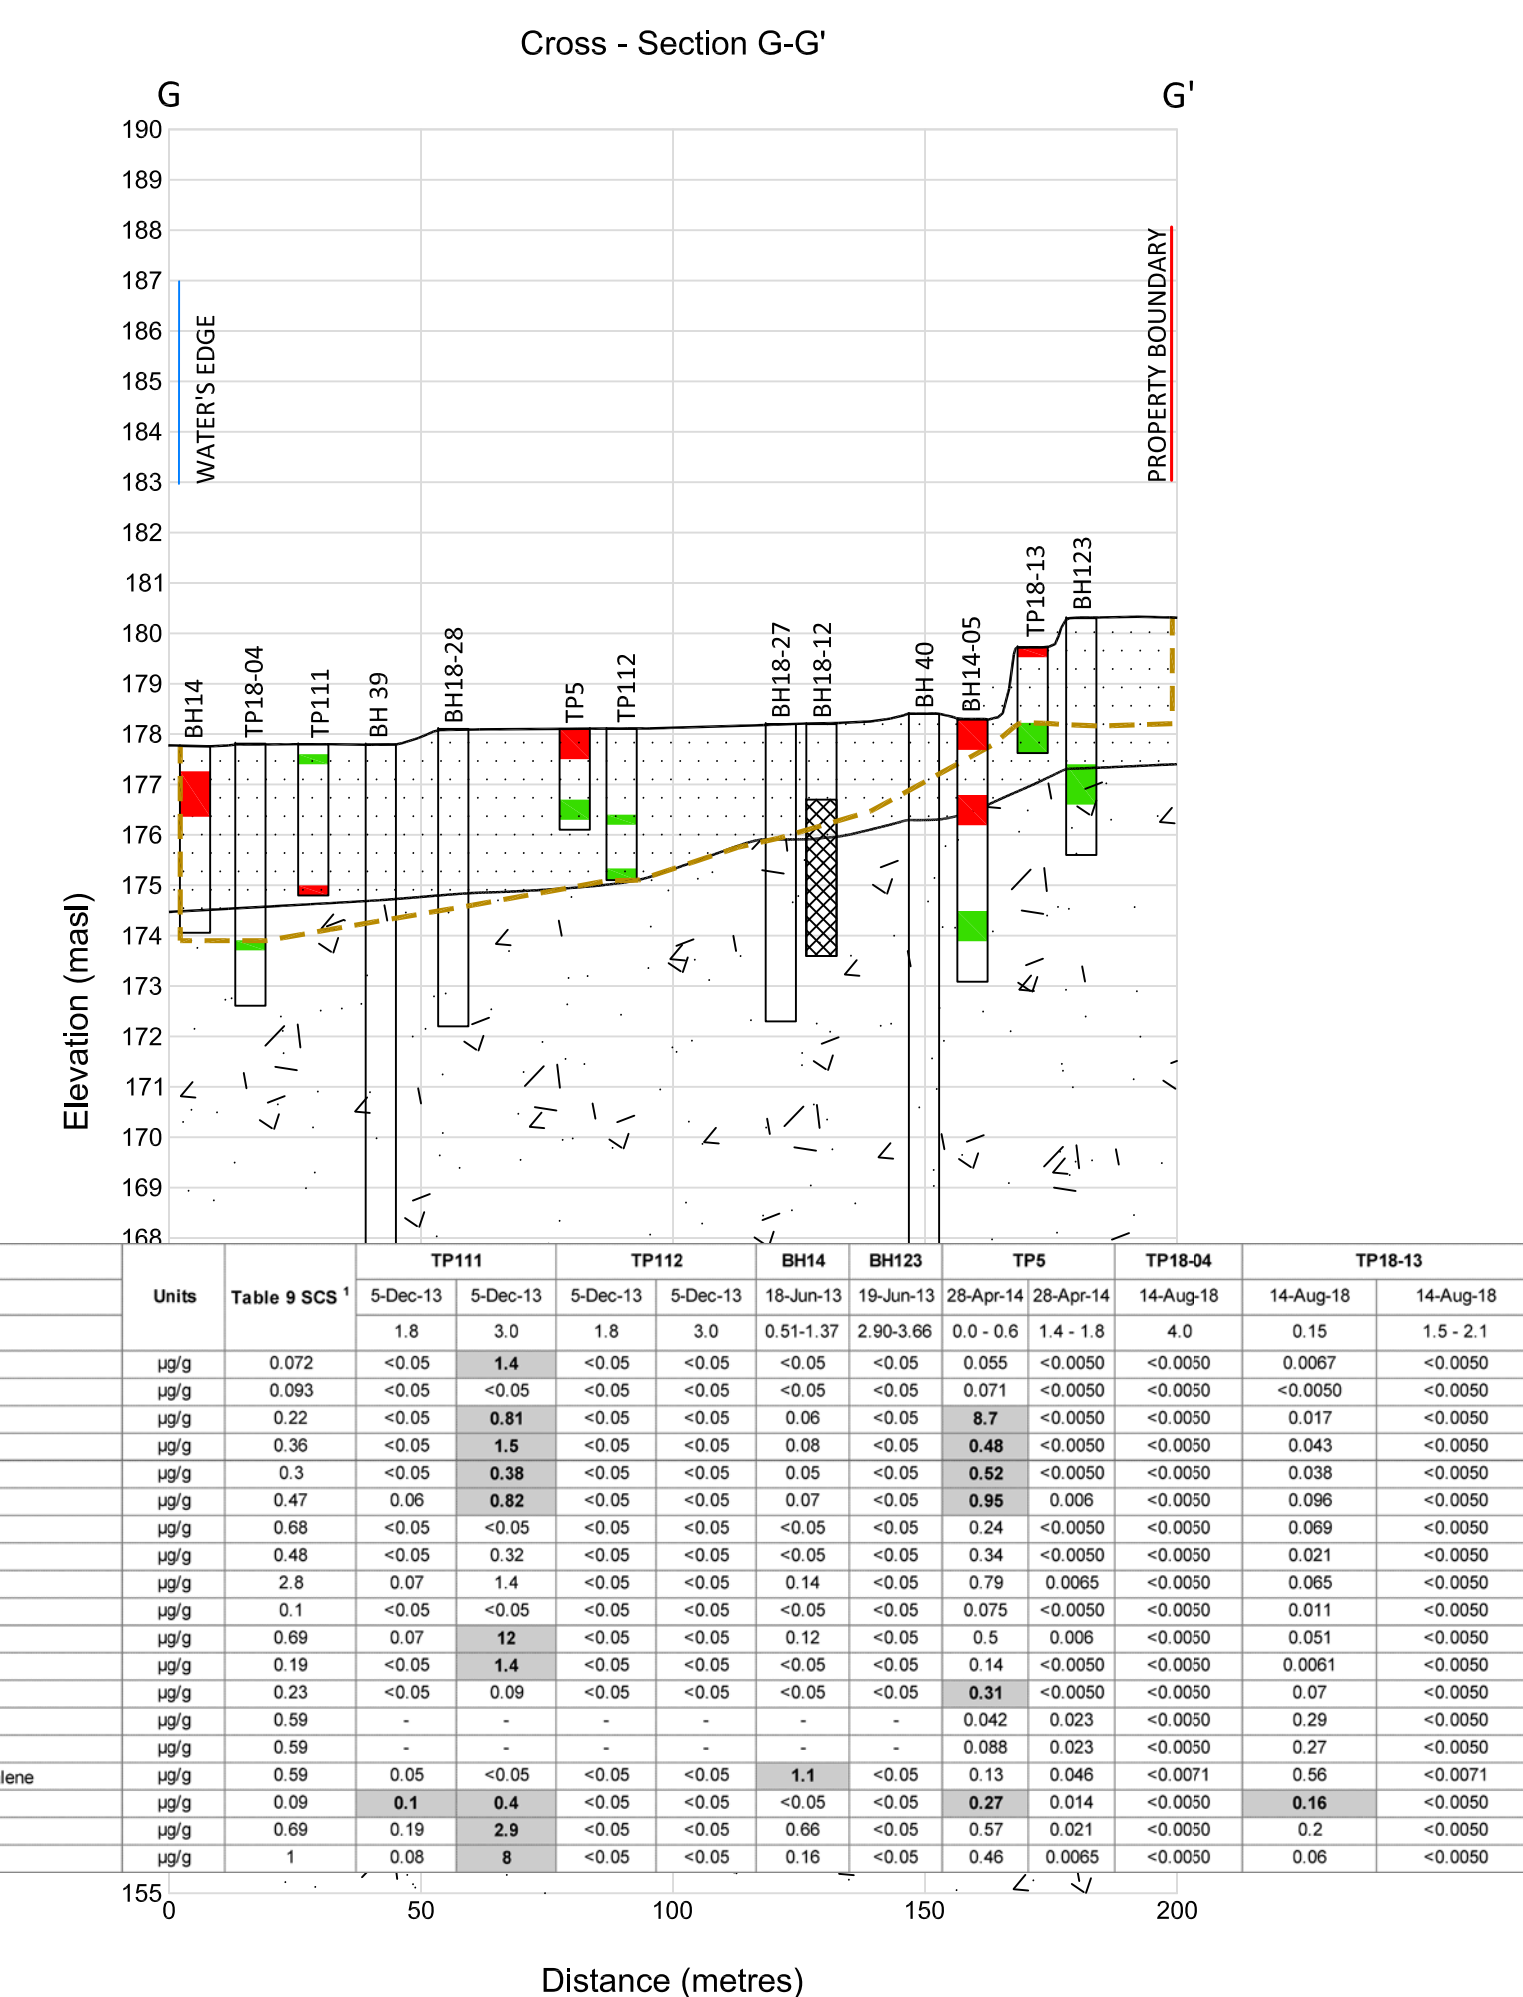 Cross - Section G-G'
G G'
190
189
188
187
186
185
184
183
182
181
180
179
178
177
176
175
174
173
172
171
170
169
168
Elevation (masl)
WATER'S EDGE
PROPERTY BOUNDARY
BH14
TP18-04
TP111
BH 39
BH18-28
TP5
TP112
BH18-27
BH18-12
BH 40
BH14-05
TP18-13
BH123
Units Table 9 SCS 1 TP111 TP112 BH14 BH123 TP5 TP18-04 TP18-13
5-Dec-13 5-Dec-13 5-Dec-13 5-Dec-13 18-Jun-13 19-Jun-13 28-Apr-14 28-Apr-14 14-Aug-18 14-Aug-18 14-Aug-18
1.8 3.0 1.8 3.0 0.51-1.37 2.90-3.66 0.0 - 0.6 1.4 - 1.8 4.0 0.15 1.5 - 2.1
µg/g 0.072 <0.05 1.4 <0.05 <0.05 <0.05 <0.05 0.055 <0.0050 <0.0050 0.0067 <0.0050
µg/g 0.093 <0.05 <0.05 <0.05 <0.05 <0.05 <0.05 0.071 <0.0050 <0.0050 <0.0050 <0.0050
µg/g 0.22 <0.05 0.81 <0.05 <0.05 0.06 <0.05 8.7 <0.0050 <0.0050 0.017 <0.0050
µg/g 0.36 <0.05 1.5 <0.05 <0.05 0.08 <0.05 0.48 <0.0050 <0.0050 0.043 <0.0050
µg/g 0.3 <0.05 0.38 <0.05 <0.05 0.05 <0.05 0.52 <0.0050 <0.0050 0.038 <0.0050
µg/g 0.47 0.06 0.82 <0.05 <0.05 0.07 <0.05 0.95 0.006 <0.0050 0.096 <0.0050
µg/g 0.68 <0.05 <0.05 <0.05 <0.05 <0.05 <0.05 0.24 <0.0050 <0.0050 0.069 <0.0050
µg/g 0.48 <0.05 0.32 <0.05 <0.05 <0.05 <0.05 0.34 <0.0050 <0.0050 0.021 <0.0050
µg/g 2.8 0.07 1.4 <0.05 <0.05 0.14 <0.05 0.79 0.0065 <0.0050 0.065 <0.0050
µg/g 0.1 <0.05 <0.05 <0.05 <0.05 <0.05 <0.05 0.075 <0.0050 <0.0050 0.011 <0.0050
µg/g 0.69 0.07 12 <0.05 <0.05 0.12 <0.05 0.5 0.006 <0.0050 0.051 <0.0050
µg/g 0.19 <0.05 1.4 <0.05 <0.05 <0.05 <0.05 0.14 <0.0050 <0.0050 0.0061 <0.0050
µg/g 0.23 <0.05 0.09 <0.05 <0.05 <0.05 <0.05 0.31 <0.0050 <0.0050 0.07 <0.0050
µg/g 0.59 - - - - - - 0.042 0.023 <0.0050 0.29 <0.0050
µg/g 0.59 - - - - - - 0.088 0.023 <0.0050 0.27 <0.0050
lene µg/g 0.59 0.05 <0.05 <0.05 <0.05 1.1 <0.05 0.13 0.046 <0.0071 0.56 <0.0071
µg/g 0.09 0.1 0.4 <0.05 <0.05 <0.05 <0.05 0.27 0.014 <0.0050 0.16 <0.0050
µg/g 0.69 0.19 2.9 <0.05 <0.05 0.66 <0.05 0.57 0.021 <0.0050 0.2 <0.0050
µg/g 1 0.08 8 <0.05 <0.05 0.16 <0.05 0.46 0.0065 <0.0050 0.06 <0.0050
155
0 50 100 150 200
Distance (metres)